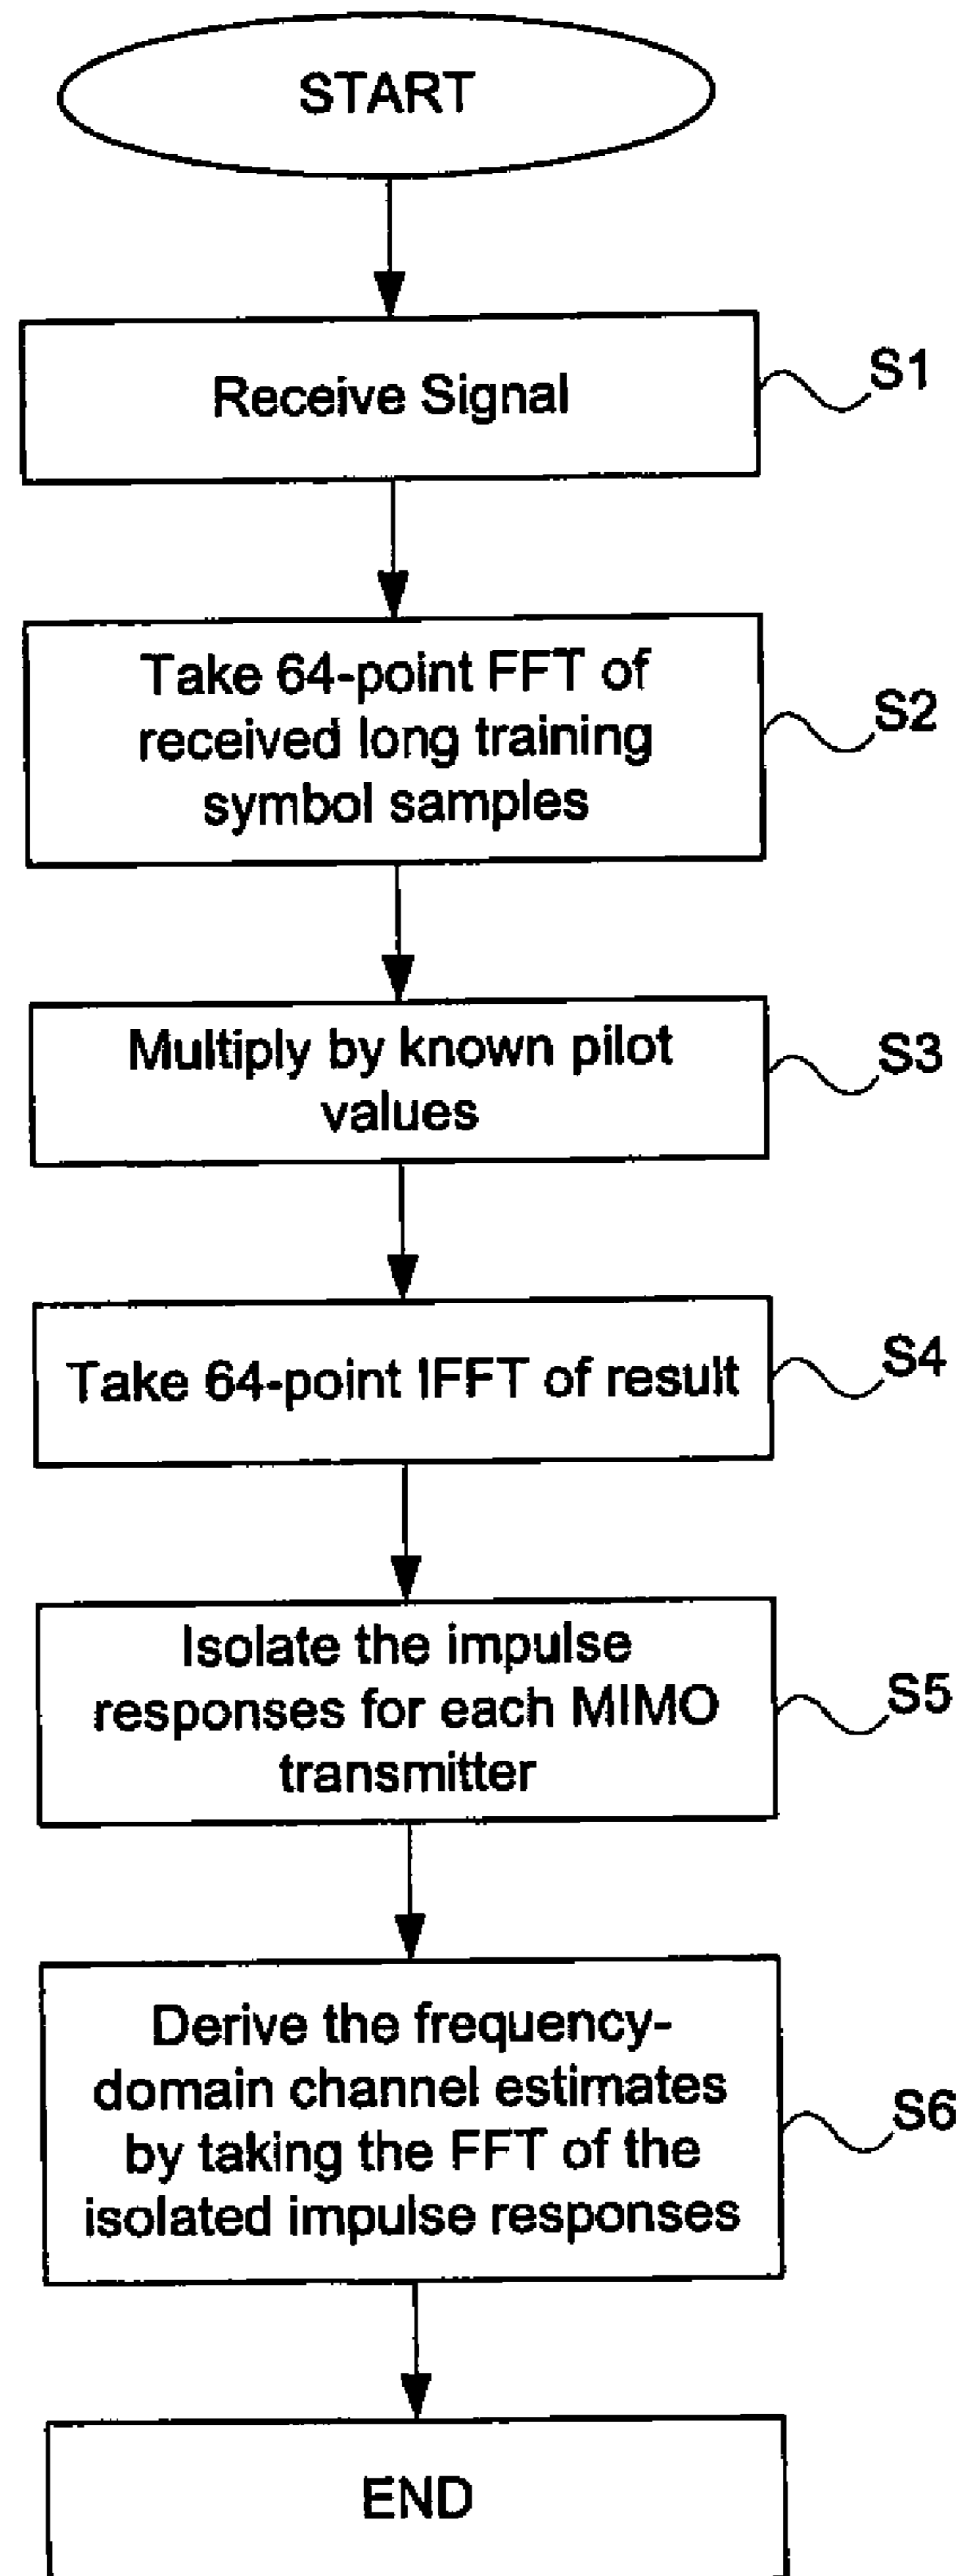 START
Receive Signal
S1
Take 64-point FFT of
received long training
symbol samples
S2
Multiply by known pilot
values
S3
Take 64-point IFFT of result
S4
Isolate the impulse
responses for each MIMO
transmitter
S5
Derive the frequency-
domain channel estimates
by taking the FFT of the
isolated impulse responses
S6
END